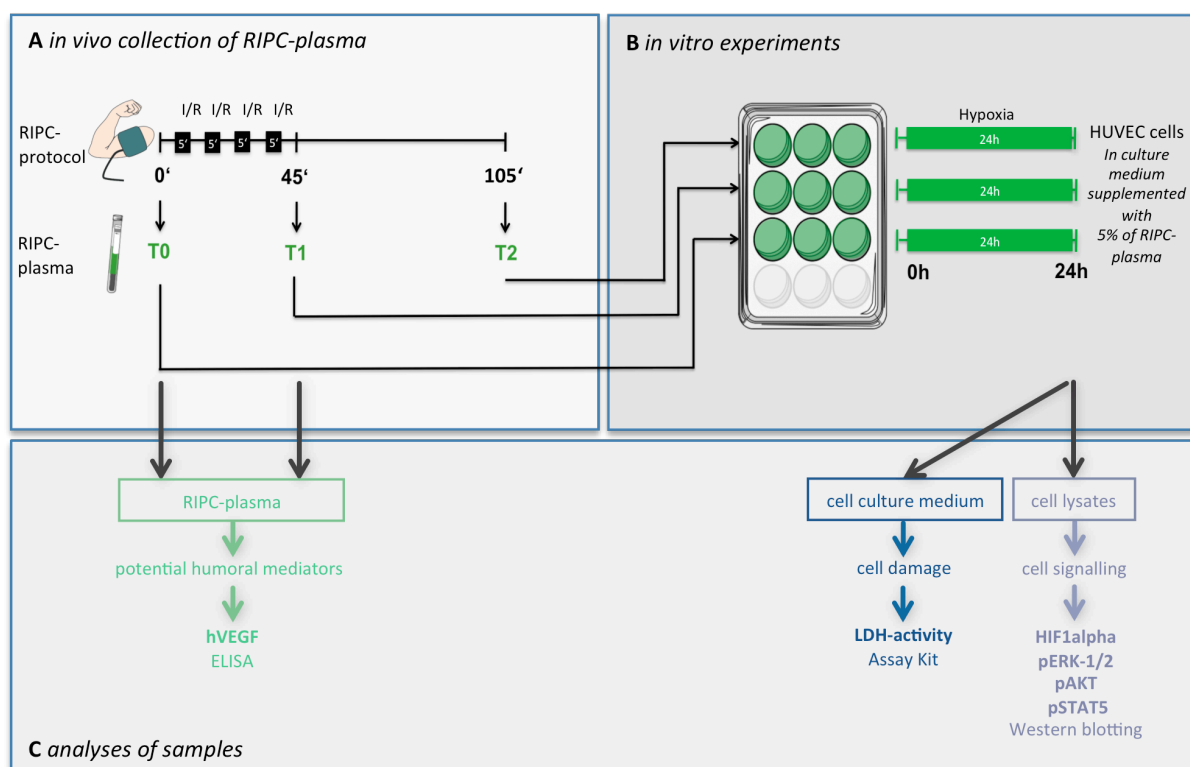 A in vivo collection of RIPC-plasma
I/R I/R I/R I/R
RIPC-
protocol
5‘ 5‘ 5‘ 5‘
0‘ 45‘ 105‘
RIPC-
plasma
T0 T1 T2
B in vitro experiments
Hypoxia
24h
24h
24h
0h 24h
HUVEC cells
In culture
medium
supplemented
with
5% of RIPC-
plasma
RIPC-plasma
potential humoral mediators
hVEGF
ELISA
cell culture medium
cell damage
LDH-activity
Assay Kit
cell lysates
cell signalling
HIF1alpha
pERK-1/2
pAKT
pSTAT5
Western blotting
C analyses of samples